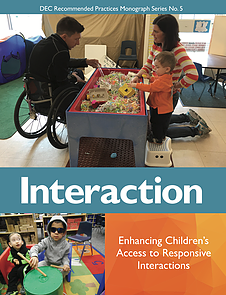 DEC Recommended Practices Monograph Series No. 5
Interaction
Enhancing Children's
Access to Responsive
Interactions